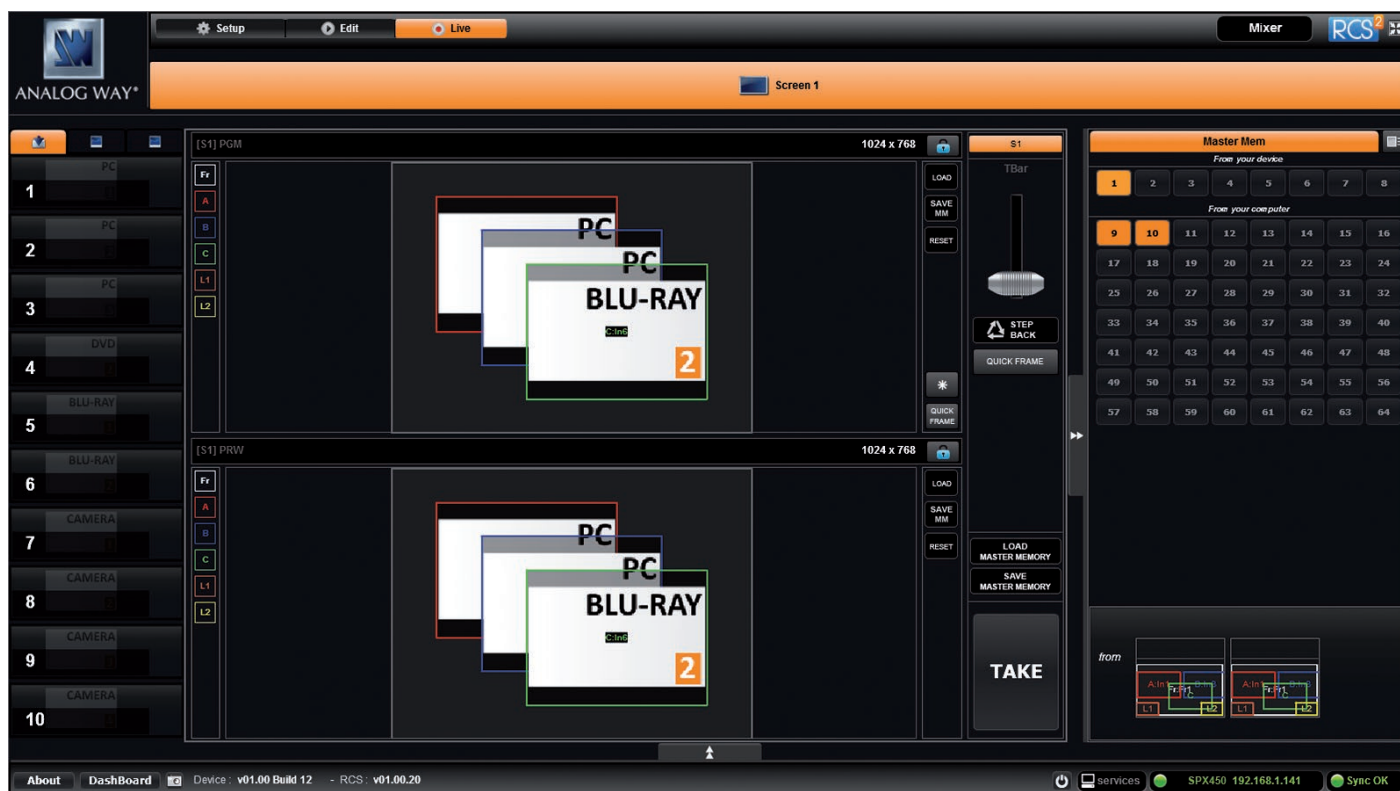 Setup
Edit
Live
Mixer
RCS2
ANALOG WAY®
Screen 1
1 PC
2 PC
3 PC
4 DVD
5 BLU-RAY
6 BLU-RAY
7 CAMERA
8 CAMERA
9 CAMERA
10 CAMERA
[S1] PGM
1024 x 768
Fr
A
B
C
L1
L2
PC
PC
BLU-RAY
C:In6
2
LOAD
SAVE
MM
RESET
QUICK
FRAME
[S1] PRW
1024 x 768
Fr
A
B
C
L1
L2
PC
PC
BLU-RAY
C:In6
2
LOAD
SAVE
MM
RESET
S1
TBar
STEP
BACK
QUICK FRAME
LOAD
MASTER MEMORY
SAVE
MASTER MEMORY
TAKE
Master Mem
From your device
1 2 3 4 5 6 7 8
From your computer
9 10 11 12 13 14 15 16
17 18 19 20 21 22 23 24
25 26 27 28 29 30 31 32
33 34 35 36 37 38 39 40
41 42 43 44 45 46 47 48
49 50 51 52 53 54 55 56
57 58 59 60 61 62 63 64
from
A:In1
Fr:Fr1
C
L1
L2
A:In1
Fr:Fr1
C
L1
L2
About
DashBoard
Device : v01.00 Build 12 - RCS : v01.00.20
services
SPX450 192.168.1.141
Sync OK